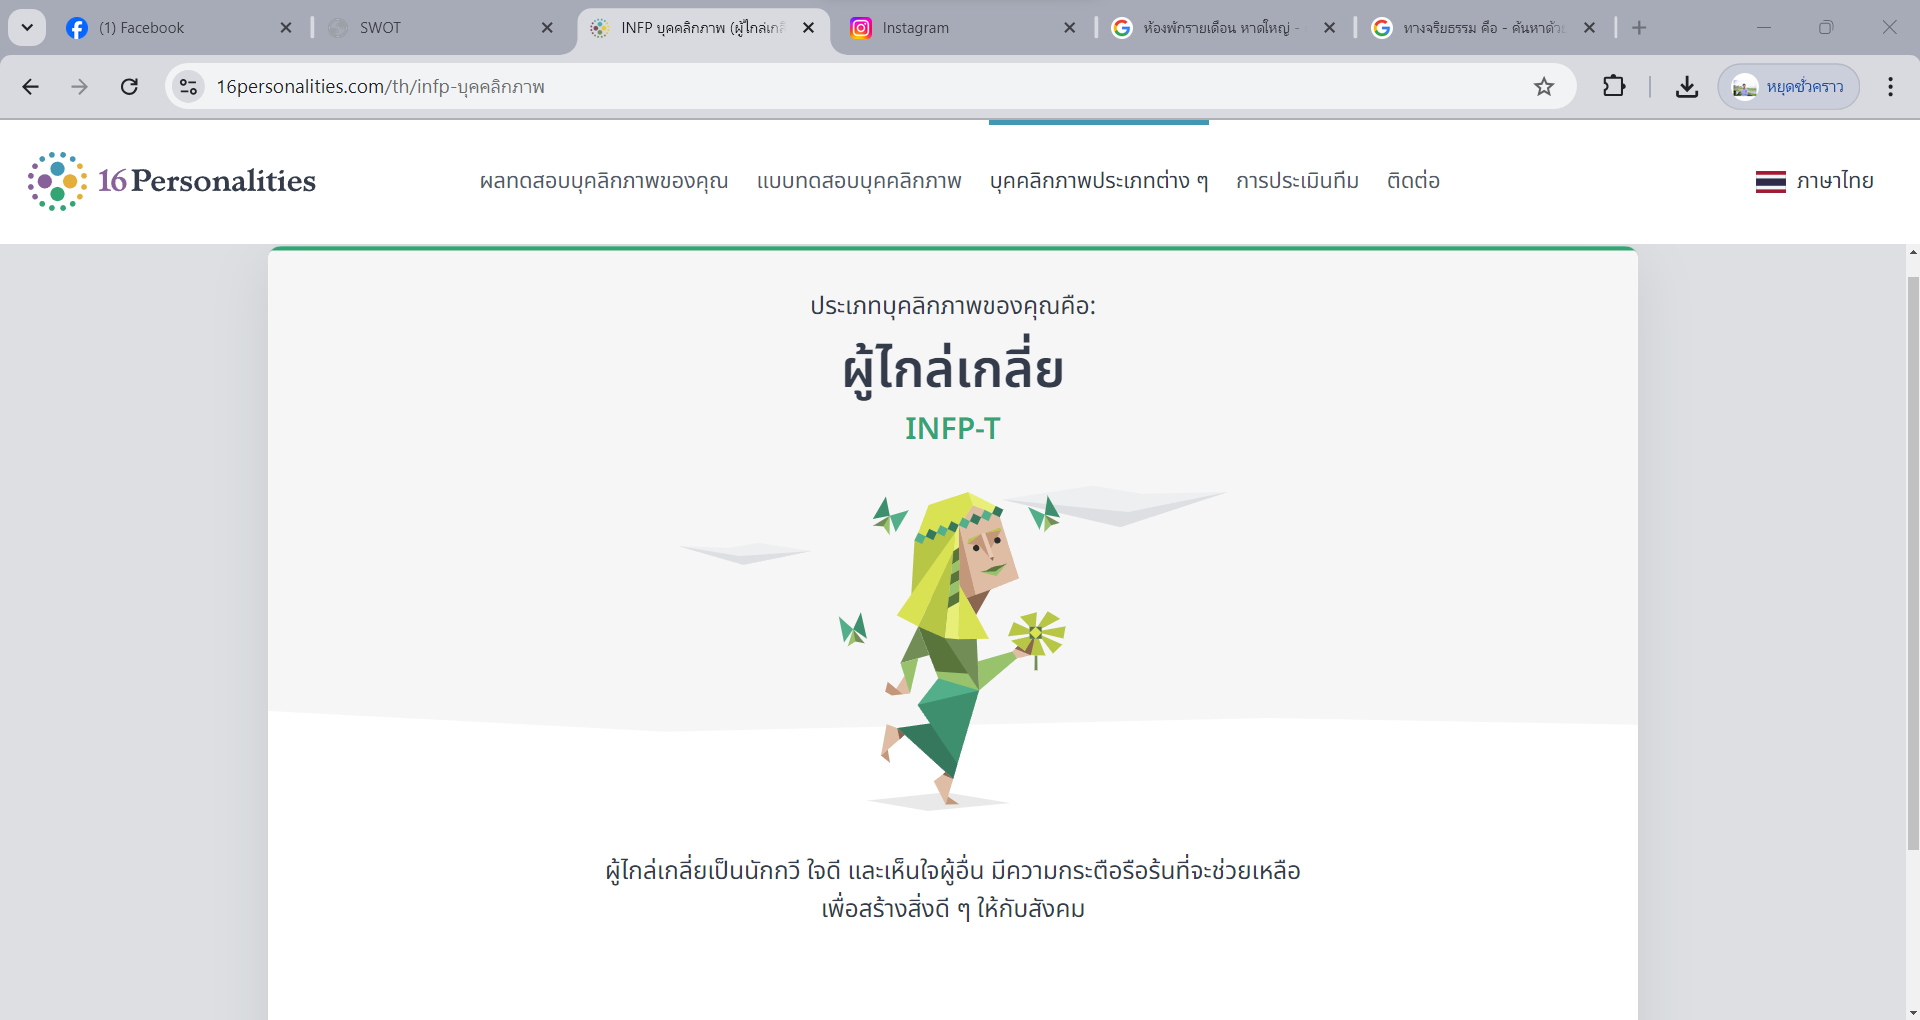 (1) Facebook
SWOT
INFP บุคคลิกภาพ (ผู้ไกล่เกลี
Instagram
ห้องพักรายเดือน หาดใหญ่ -
ทางจริยธรรม คือ - ค้นหาด้วย
16personalities.com/th/infp-บุคคลิกภาพ
หยุดชั่วคราว
16Personalities
ผลทดสอบบุคลิกภาพของคุณ
แบบทดสอบบุคคลิกภาพ
บุคคลิกภาพประเภทต่าง ๆ
การประเมินทีม
ติดต่อ
ภาษาไทย
ประเภทบุคลิกภาพของคุณคือ:
ผู้ไกล่เกลี่ย
INFP-T
ผู้ไกล่เกลี่ยเป็นนักกวี ใจดี และเห็นใจผู้อื่น มีความกระตือรือร้นที่จะช่วยเหลือ
เพื่อสร้างสิ่งดี ๆ ให้กับสังคม